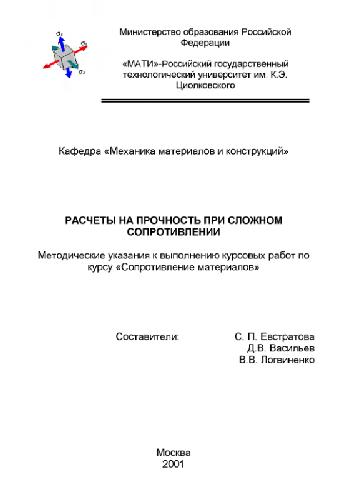 Министерство образования Российской
Федерации
«МАТИ»-Российский государственный
технологический университет им. К.Э.
Циолковского
Кафедра «Механика материалов и конструкций»
РАСЧЕТЫ НА ПРОЧНОСТЬ ПРИ СЛОЖНОМ
СОПРОТИВЛЕНИИ
Методические указания к выполнению курсовых работ по
курсу «Сопротивление материалов»
Составители: С. П. Евстратова
Д.В. Васильев
В.В. Логвиненко
Москва
2001